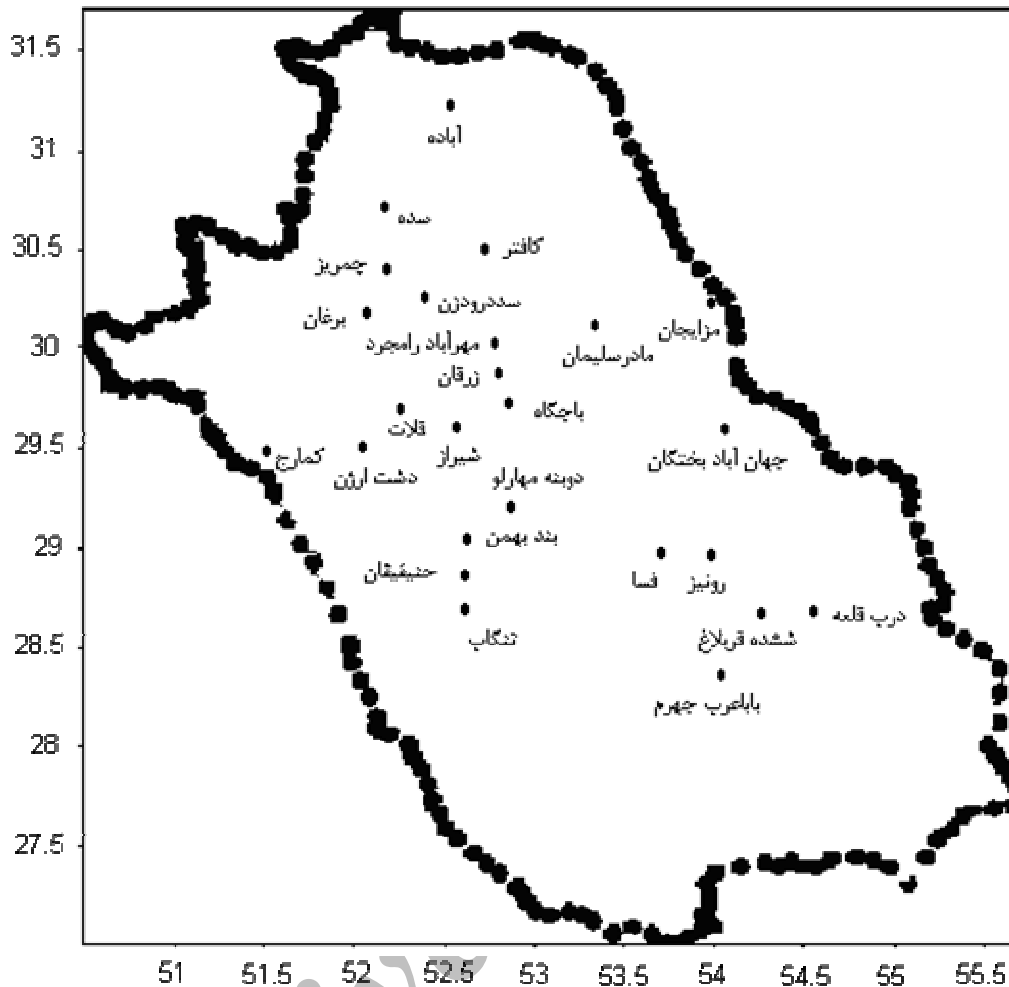 31.5
آباده
31
سده
30.5
کافتر
چمریز
سددرودزن
برغان
مزایجان
30
مهرآباد رامجرد
مادرسلیمان
زرقان
باجگاه
قلات
29.5
شیراز
جهان آباد بختگان
کمارج
دشت ارژن
دوبنه مهارلو
29
بند بهمن
حنیفیقان
فسا
رونیز
28.5
تنگاب
ششده قربلاغ
درب قلعه
باباعرب جهرم
28
27.5
51 51.5 52 52.5 53 53.5 54 54.5 55 55.5